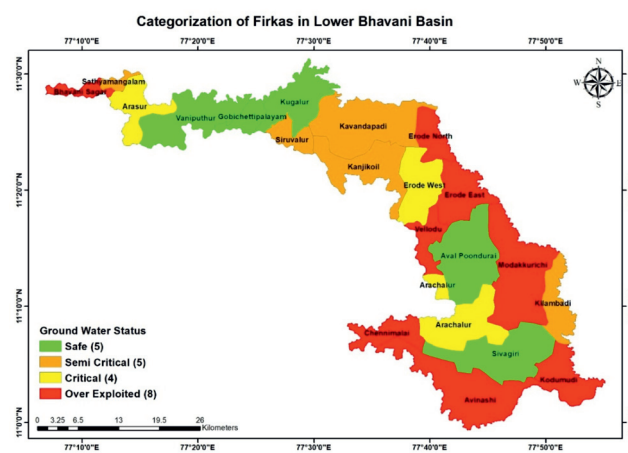 Categorization of Firkas in Lower Bhavani Basin
77°10'0"E 77°20'0"E 77°30'0"E 77°40'0"E 77°50'0"E
11°30'0"N
11°20'0"N
11°10'0"N
11°0'0"N
N
W E
S
Sathyamangalam
Bhavani Sagar
Arasur
Vaniputhur
Gobichettipalayam
Kugalur
Siruvalur
Kavandapadi
Kanjikoil
Erode North
Erode West
Erode East
Vellodu
Aval Poondurai
Modakkurichi
Arachalur
Kilambadi
Arachalur
Chennimalai
Sivagiri
Kodumudi
Avinashi
Ground Water Status
Safe (5)
Semi Critical (5)
Critical (4)
Over Exploited (8)
0 3.25 6.5 13 19.5 26
Kilometers
77°10'0"E 77°20'0"E 77°30'0"E 77°40'0"E 77°50'0"E